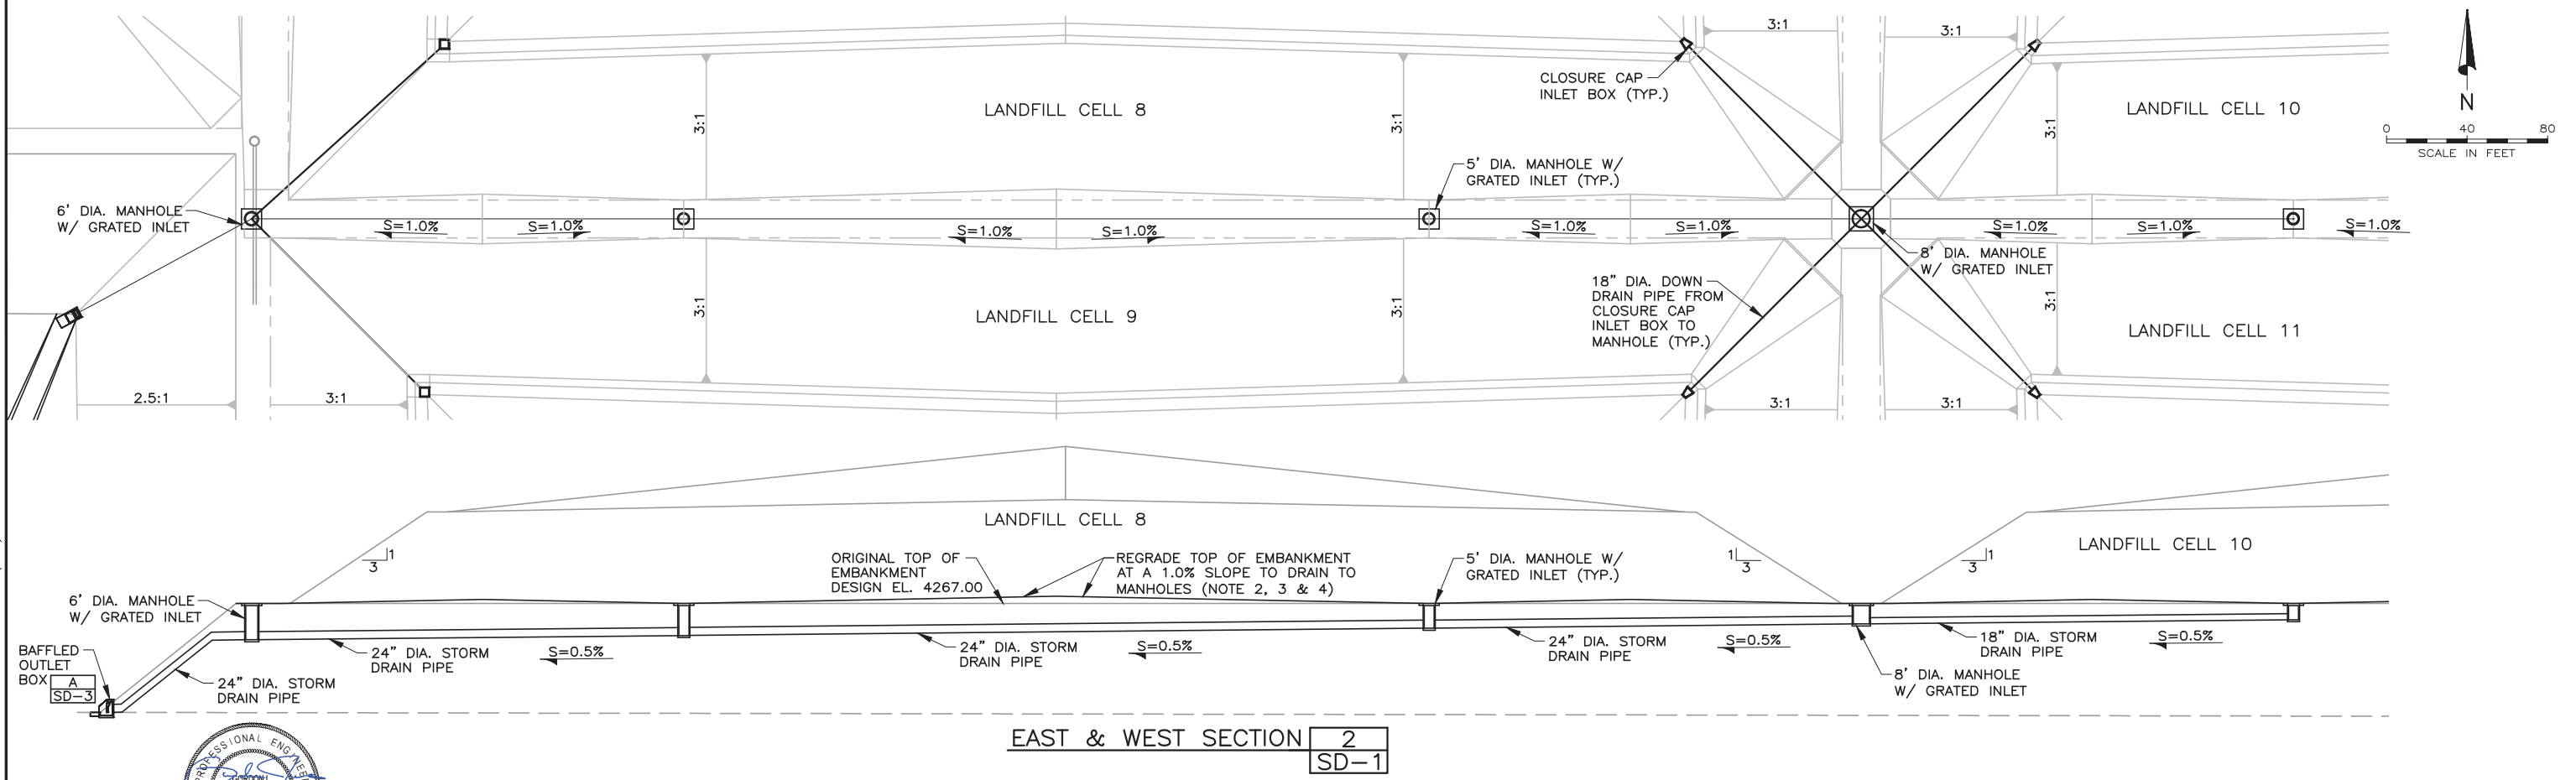 3:1
3:1
CLOSURE CAP
INLET BOX (TYP.)
LANDFILL CELL 8
LANDFILL CELL 10
N
0 40 80
SCALE IN FEET
3:1
3:1
3:1
5' DIA. MANHOLE W/
GRATED INLET (TYP.)
6' DIA. MANHOLE
W/ GRATED INLET
S=1.0%
S=1.0%
S=1.0%
S=1.0%
S=1.0%
S=1.0%
S=1.0%
S=1.0%
S=1.0%
8' DIA. MANHOLE
W/ GRATED INLET
18" DIA. DOWN
DRAIN PIPE FROM
CLOSURE CAP
INLET BOX TO
MANHOLE (TYP.)
3:1
3:1
3:1
LANDFILL CELL 9
LANDFILL CELL 11
2.5:1
3:1
3:1
3:1
LANDFILL CELL 8
LANDFILL CELL 10
1
3
1
3
1
3
ORIGINAL TOP OF
EMBANKMENT
DESIGN EL. 4267.00
REGRADE TOP OF EMBANKMENT
AT A 1.0% SLOPE TO DRAIN TO
MANHOLES (NOTE 2, 3 & 4)
5' DIA. MANHOLE W/
GRATED INLET (TYP.)
6' DIA. MANHOLE
W/ GRATED INLET
BAFFLED
OUTLET
BOX
A
SD-3
24" DIA. STORM
DRAIN PIPE
24" DIA. STORM
DRAIN PIPE
S=0.5%
24" DIA. STORM
DRAIN PIPE
S=0.5%
24" DIA. STORM
DRAIN PIPE
S=0.5%
18" DIA. STORM
DRAIN PIPE
S=0.5%
8' DIA. MANHOLE
W/ GRATED INLET
EAST & WEST SECTION
2
SD-1